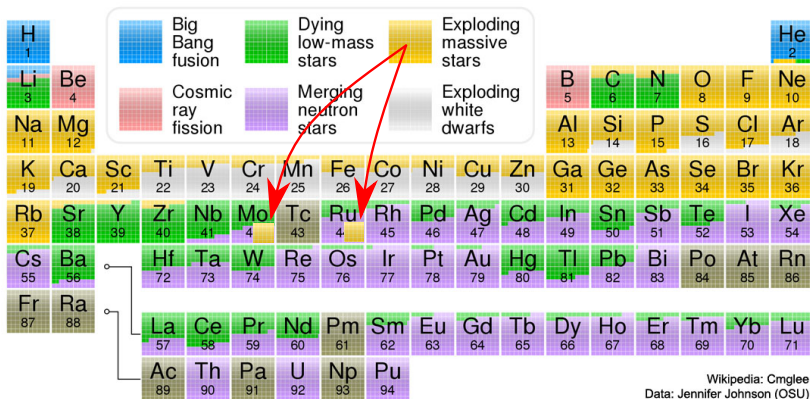 H
1
Big
Bang
fusion
Dying
low-mass
stars
Exploding
massive
stars
Cosmic
ray
fission
Merging
neutron
stars
Exploding
white
dwarfs
He
2
Li Be B C N O F Ne
3 4 5 6 7 8 9 10
Na Mg Al Si P S Cl Ar
11 12 13 14 15 16 17 18
K Ca Sc Ti V Cr Mn Fe Co Ni Cu Zn Ga Ge As Se Br Kr
19 20 21 22 23 24 25 26 27 28 29 30 31 32 33 34 35 36
Rb Sr Y Zr Nb Mo Tc Ru Rh Pd Ag Cd In Sn Sb Te I Xe
37 38 39 40 41 4 43 4 45 46 47 48 49 50 51 52 53 54
Cs Ba Hf Ta W Re Os Ir Pt Au Hg Tl Pb Bi Po At Rn
55 56 72 73 74 75 76 77 78 79 80 81 82 83 84 85 86
Fr Ra
87 88
La Ce Pr Nd Pm Sm Eu Gd Tb Dy Ho Er Tm Yb Lu
57 58 59 60 61 62 63 64 65 66 67 68 69 70 71
Ac Th Pa U Np Pu
89 90 91 92 93 94
Wikipedia: Cmglee
Data: Jennifer Johnson (OSU)